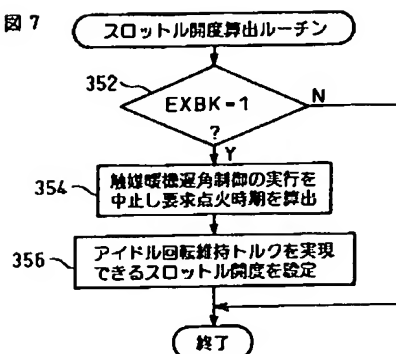 図 7
スロットル開度算出ルーチン
352
EXBK=1
?
N
Y
354
触媒暖機遅角制御の実行を
中止し要求点火時期を算出
356
アイドル回転維持トルクを実現
できるスロットル開度を設定
終了